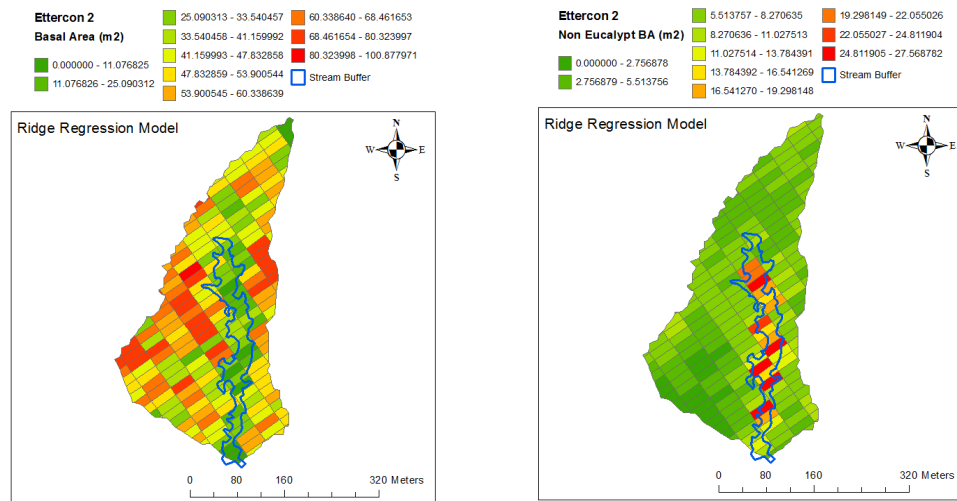 Ettercon 2
Basal Area (m2)
0.000000 - 11.076825
11.076826 - 25.090312
25.090313 - 33.540457
33.540458 - 41.159992
41.159993 - 47.832858
47.832859 - 53.900544
53.900545 - 60.338639
60.338640 - 68.461653
68.461654 - 80.323997
80.323998 - 100.877971
Stream Buffer
Ridge Regression Model
N
W E
S
0 80 160 320 Meters
Ettercon 2
Non Eucalypt BA (m2)
0.000000 - 2.756878
2.756879 - 5.513756
5.513757 - 8.270635
8.270636 - 11.027513
11.027514 - 13.784391
13.784392 - 16.541269
16.541270 - 19.298148
19.298149 - 22.055026
22.055027 - 24.811904
24.811905 - 27.568782
Stream Buffer
Ridge Regression Model
N
W E
S
0 80 160 320 Meters